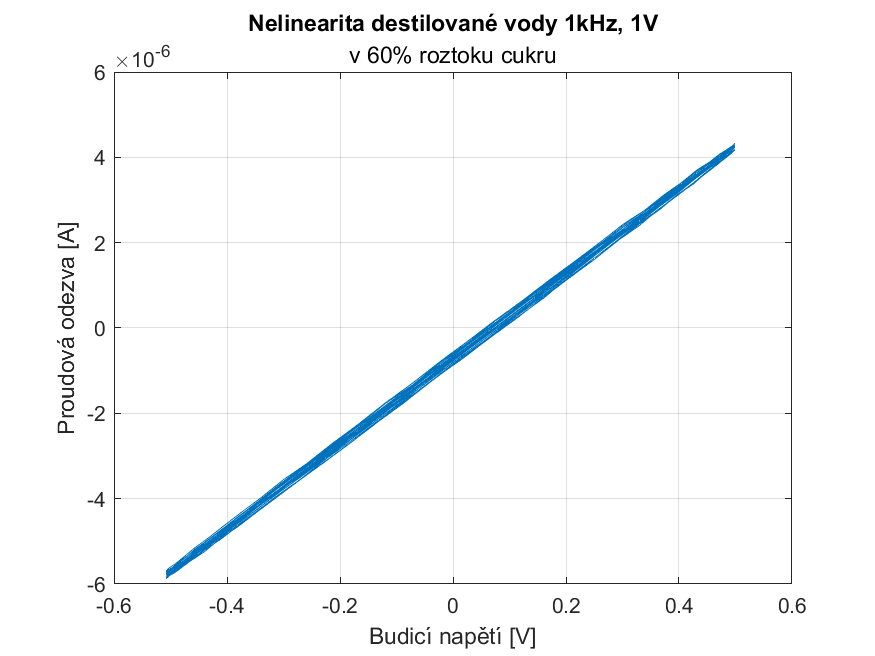 Nelinearita destilované vody 1kHz, 1V
v 60% roztoku cukru
×10-6
6
4
2
0
-2
-4
-6
-0.6 -0.4 -0.2 0 0.2 0.4 0.6
Proudová odezva [A]
Budicí napětí [V]